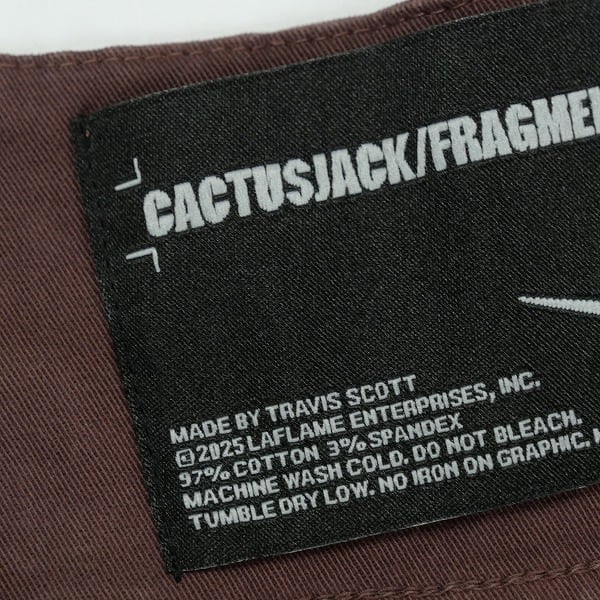 CACTUSJACK/FRAGME
MADE BY TRAVIS SCOTT
© 2025 LAFLAME ENTERPRISES, INC.
97% COTTON 3% SPANDEX
MACHINE WASH COLD. DO NOT BLEACH.
TUMBLE DRY LOW. NO IRON ON GRAPHIC.